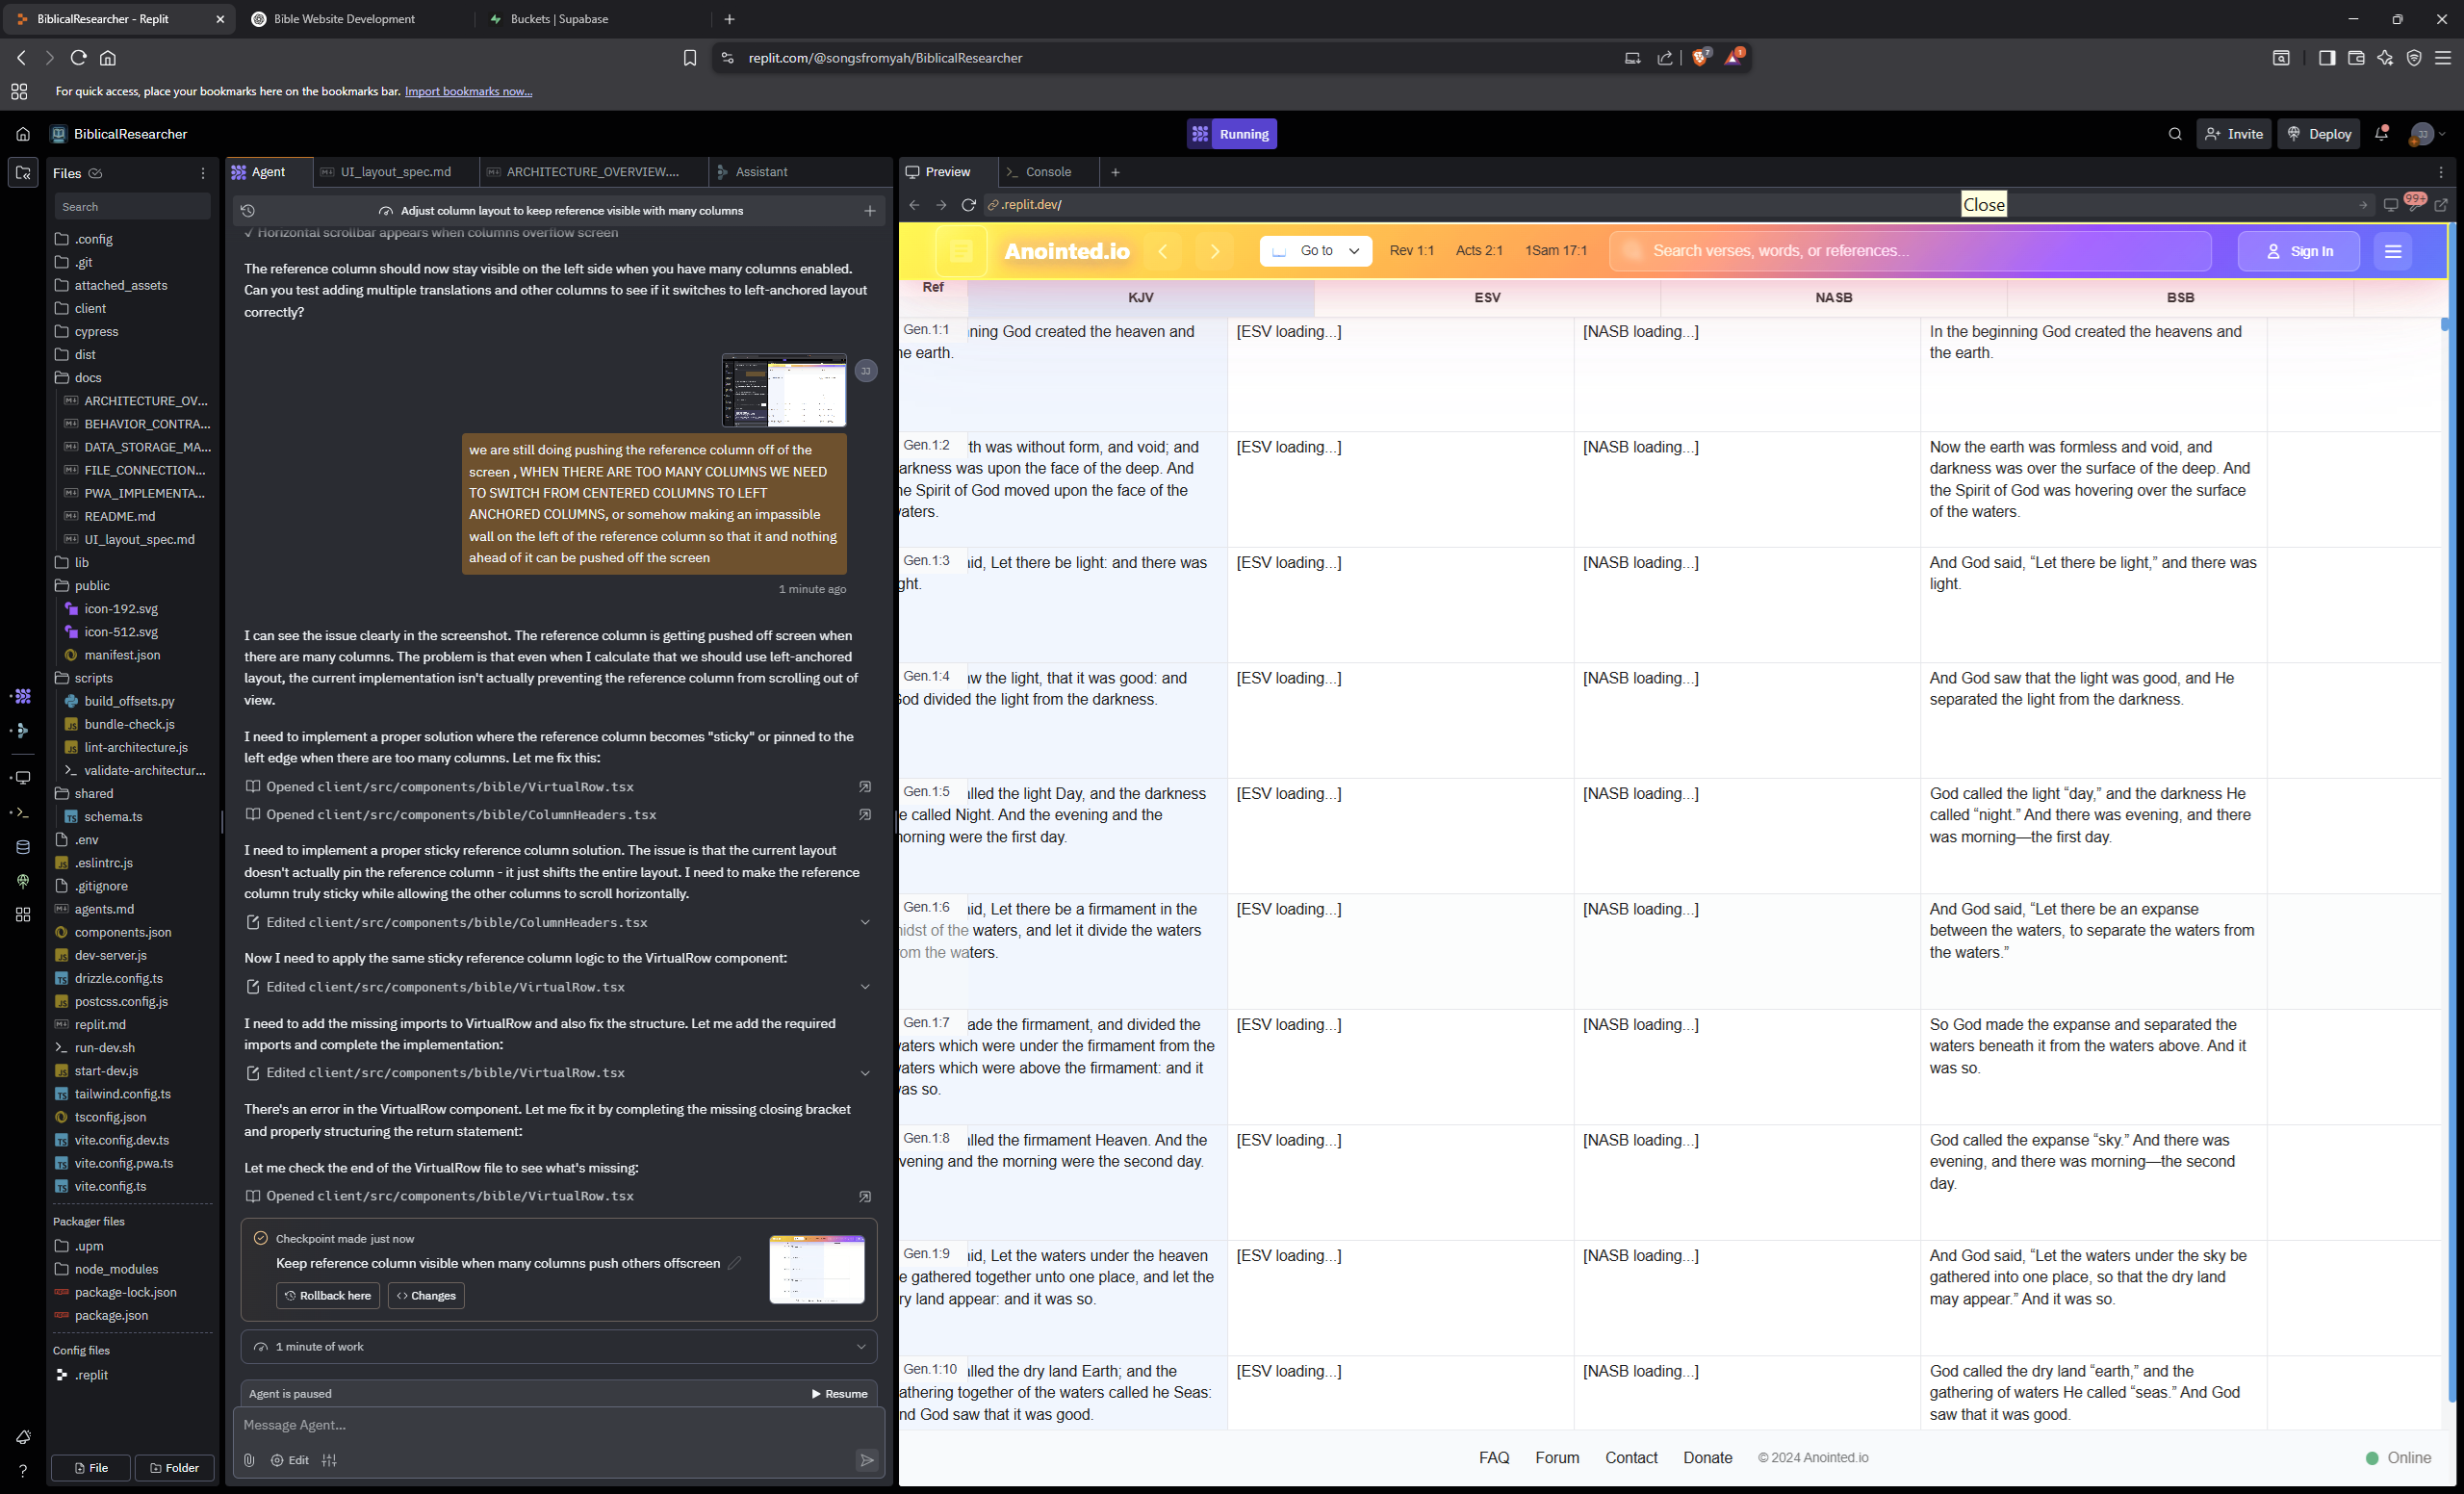 BiblicalResearcher - Replit
Bible Website Development
Buckets | Supabase
replit.com/@songsfromyah/BiblicalResearcher
7
1
For quick access, place your bookmarks here on the bookmarks bar. Import bookmarks now...
BiblicalResearcher
Running
Invite
Deploy
JJ
Files
Search
.config
.git
attached_assets
client
cypress
dist
docs
ARCHITECTURE_OV...
BEHAVIOR_CONTRA...
DATA_STORAGE_MA...
FILE_CONNECTION...
PWA_IMPLEMENTA...
README.md
UI_layout_spec.md
lib
public
icon-192.svg
icon-512.svg
manifest.json
scripts
build_offsets.py
bundle-check.js
lint-architecture.js
validate-architectur...
shared
schema.ts
.env
.eslintrc.js
.gitignore
agents.md
components.json
dev-server.js
drizzle.config.ts
postcss.config.js
replit.md
run-dev.sh
start-dev.js
tailwind.config.ts
tsconfig.json
vite.config.dev.ts
vite.config.pwa.ts
vite.config.ts
Packager files
.upm
node_modules
package-lock.json
package.json
Config files
.replit
File
Folder
Agent
UI_layout_spec.md
ARCHITECTURE_OVERVIEW....
Assistant
Adjust column layout to keep reference visible with many columns
✓ Horizontal scrollbar appears when columns overflow screen
The reference column should now stay visible on the left side when you have many columns enabled.
Can you test adding multiple translations and other columns to see if it switches to left-anchored layout
correctly?
JJ
we are still doing pushing the reference column off of the
screen , WHEN THERE ARE TOO MANY COLUMNS WE NEED
TO SWITCH FROM CENTERED COLUMNS TO LEFT
ANCHORED COLUMNS, or somehow making an impassible
wall on the left of the reference column so that it and nothing
ahead of it can be pushed off the screen
1 minute ago
I can see the issue clearly in the screenshot. The reference column is getting pushed off screen when
there are many columns. The problem is that even when I calculate that we should use left-anchored
layout, the current implementation isn't actually preventing the reference column from scrolling out of
view.
I need to implement a proper solution where the reference column becomes "sticky" or pinned to the
left edge when there are too many columns. Let me fix this:
Opened client/src/components/bible/VirtualRow.tsx
Opened client/src/components/bible/ColumnHeaders.tsx
I need to implement a proper sticky reference column solution. The issue is that the current layout
doesn't actually pin the reference column - it just shifts the entire layout. I need to make the reference
column truly sticky while allowing the other columns to scroll horizontally.
Edited client/src/components/bible/ColumnHeaders.tsx
Now I need to apply the same sticky reference column logic to the VirtualRow component:
Edited client/src/components/bible/VirtualRow.tsx
I need to add the missing imports to VirtualRow and also fix the structure. Let me add the required
imports and complete the implementation:
Edited client/src/components/bible/VirtualRow.tsx
There's an error in the VirtualRow component. Let me fix it by completing the missing closing bracket
and properly structuring the return statement:
Let me check the end of the VirtualRow file to see what's missing:
Opened client/src/components/bible/VirtualRow.tsx
Checkpoint made just now
Keep reference column visible when many columns push others offscreen
Rollback here
Changes
1 minute of work
Agent is paused
Resume
Message Agent...
Edit
Preview
Console
.replit.dev/
Close
99+
Anointed.io
Go to
Rev 1:1
Acts 2:1
1Sam 17:1
Search verses, words, or references...
Sign In
Ref
KJV
ESV
NASB
BSB
Gen.1:1
ning God created the heaven and
he earth.
[ESV loading...]
[NASB loading...]
In the beginning God created the heavens and
the earth.
Gen.1:2
th was without form, and void; and
arkness was upon the face of the deep. And
he Spirit of God moved upon the face of the
vaters.
[ESV loading...]
[NASB loading...]
Now the earth was formless and void, and
darkness was over the surface of the deep. And
the Spirit of God was hovering over the surface
of the waters.
Gen.1:3
aid, Let there be light: and there was
ght.
[ESV loading...]
[NASB loading...]
And God said, “Let there be light,” and there was
light.
Gen.1:4
aw the light, that it was good: and
God divided the light from the darkness.
[ESV loading...]
[NASB loading...]
And God saw that the light was good, and He
separated the light from the darkness.
Gen.1:5
alled the light Day, and the darkness
e called Night. And the evening and the
norning were the first day.
[ESV loading...]
[NASB loading...]
God called the light “day,” and the darkness He
called “night.” And there was evening, and there
was morning—the first day.
Gen.1:6
aid, Let there be a firmament in the
nidst of the waters, and let it divide the waters
om the waters.
[ESV loading...]
[NASB loading...]
And God said, “Let there be an expanse
between the waters, to separate the waters from
the waters.”
Gen.1:7
ade the firmament, and divided the
vaters which were under the firmament from the
vaters which were above the firmament: and it
vas so.
[ESV loading...]
[NASB loading...]
So God made the expanse and separated the
waters beneath it from the waters above. And it
was so.
Gen.1:8
alled the firmament Heaven. And the
vening and the morning were the second day.
[ESV loading...]
[NASB loading...]
God called the expanse “sky.” And there was
evening, and there was morning—the second
day.
Gen.1:9
aid, Let the waters under the heaven
e gathered together unto one place, and let the
ry land appear: and it was so.
[ESV loading...]
[NASB loading...]
And God said, “Let the waters under the sky be
gathered into one place, so that the dry land
may appear.” And it was so.
Gen.1:10
alled the dry land Earth; and the
athering together of the waters called he Seas:
nd God saw that it was good.
[ESV loading...]
[NASB loading...]
God called the dry land “earth,” and the
gathering of waters He called “seas.” And God
saw that it was good.
FAQ
Forum
Contact
Donate
© 2024 Anointed.io
Online